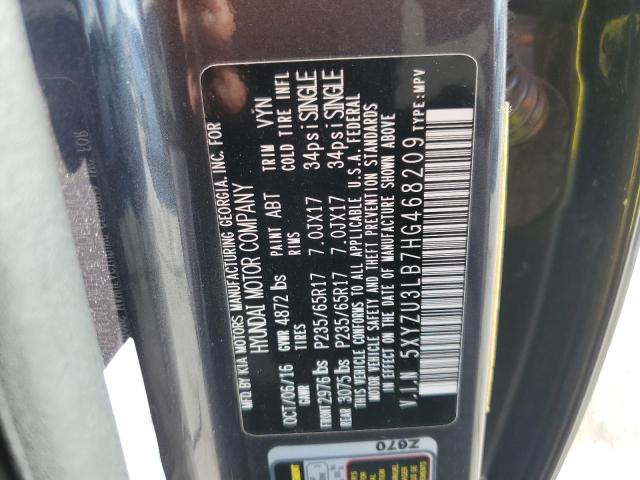 MFD BY KIA MOTORS MANUFACTURING GEORGIA. INC. FOR
HYUNDAI MOTOR COMPANY
OCT/06/16 GVWR 4872 lbs PAINT ABT TRIM VYN
GAWR TIRES RIMS COLD TIRE INFL
FRONT 2976 lbs P235/65R17 7.0JX17 34psi SINGLE
REAR 3075 lbs P235/65R17 7.0JX17 34psi SINGLE
THIS VEHICLE CONFORMS TO ALL APPLICABLE U.S.A. FEDERAL
MOTOR VEHICLE SAFETY AND THEFT PREVENTION STANDARDS
IN EFFECT ON THE DATE OF MANUFACTURE SHOWN ABOVE
V.I.N 5XYZU3LB7HG468209 TYPE:MPV
Z670